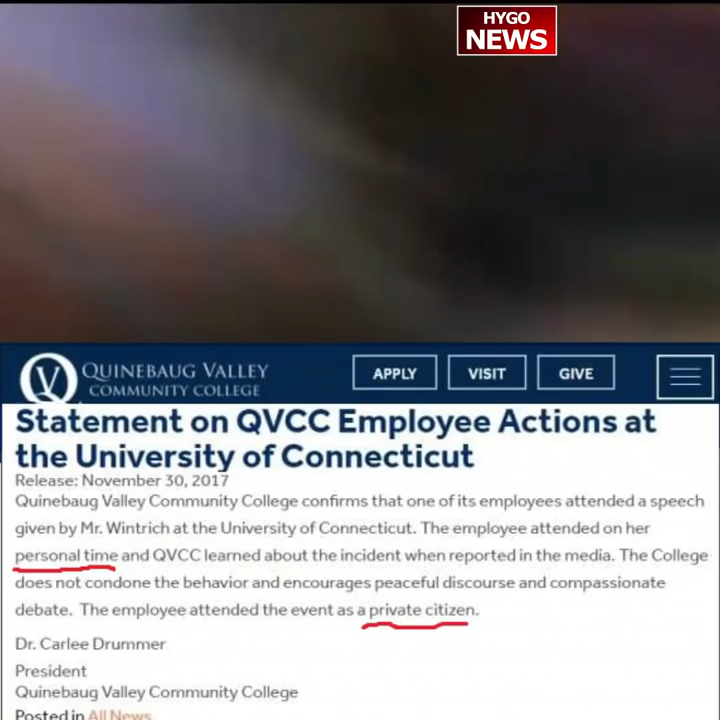 HYGO
NEWS
QUINEBAUG VALLEY
COMMUNITY COLLEGE
APPLY
VISIT
GIVE
Statement on QVCC Employee Actions at
the University of Connecticut
Release: November 30, 2017
Quinebaug Valley Community College confirms that one of its employees attended a speech
given by Mr. Wintrich at the University of Connecticut. The employee attended on her
personal time and QVCC learned about the incident when reported in the media. The College
does not condone the behavior and encourages peaceful discourse and compassionate
debate. The employee attended the event as a private citizen.
Dr. Carlee Drummer
President
Quinebaug Valley Community College
Posted in All News